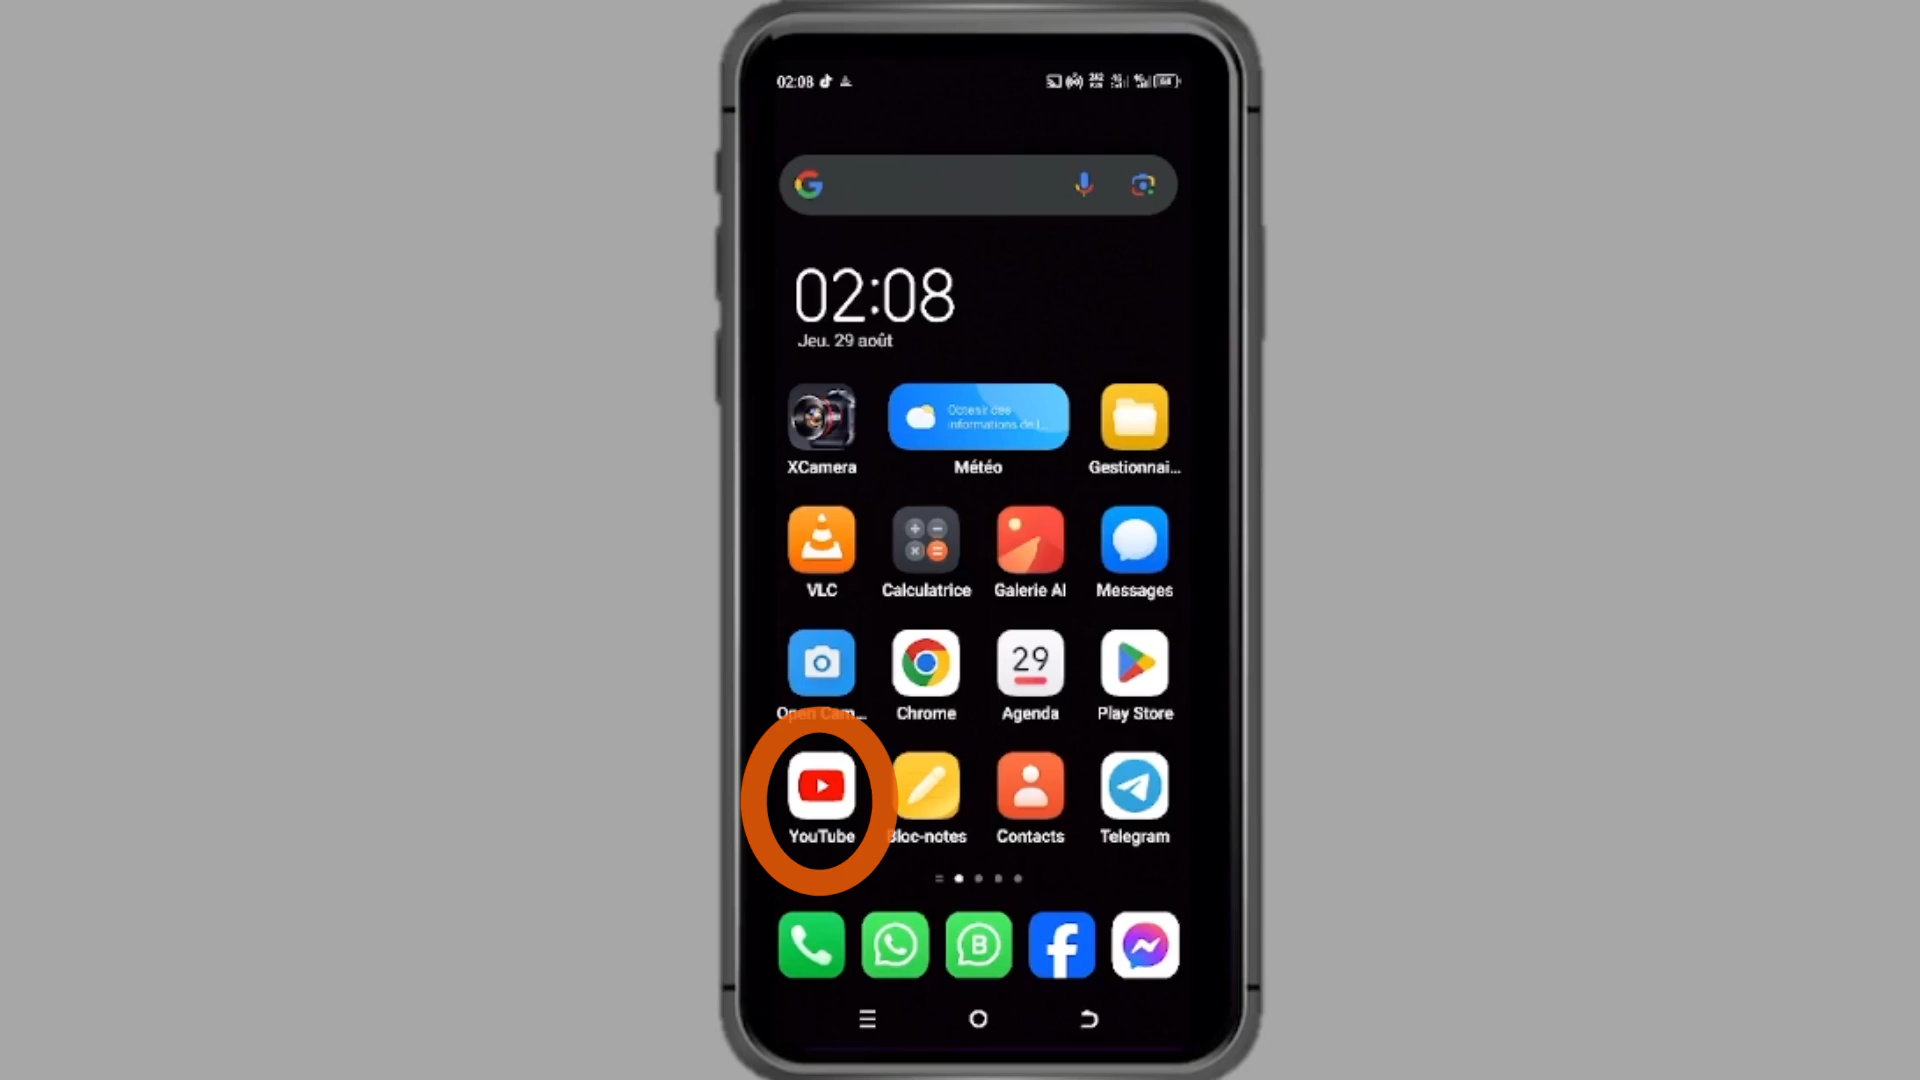 02:08
02:08
Jeu. 29 août
Obtenir des
informations de l...
XCamera
Météo
Gestionnai...
VLC
Calculatrice
Galerie AI
Messages
29
Open Cam...
Chrome
Agenda
Play Store
YouTube
Bloc-notes
Contacts
Telegram
B